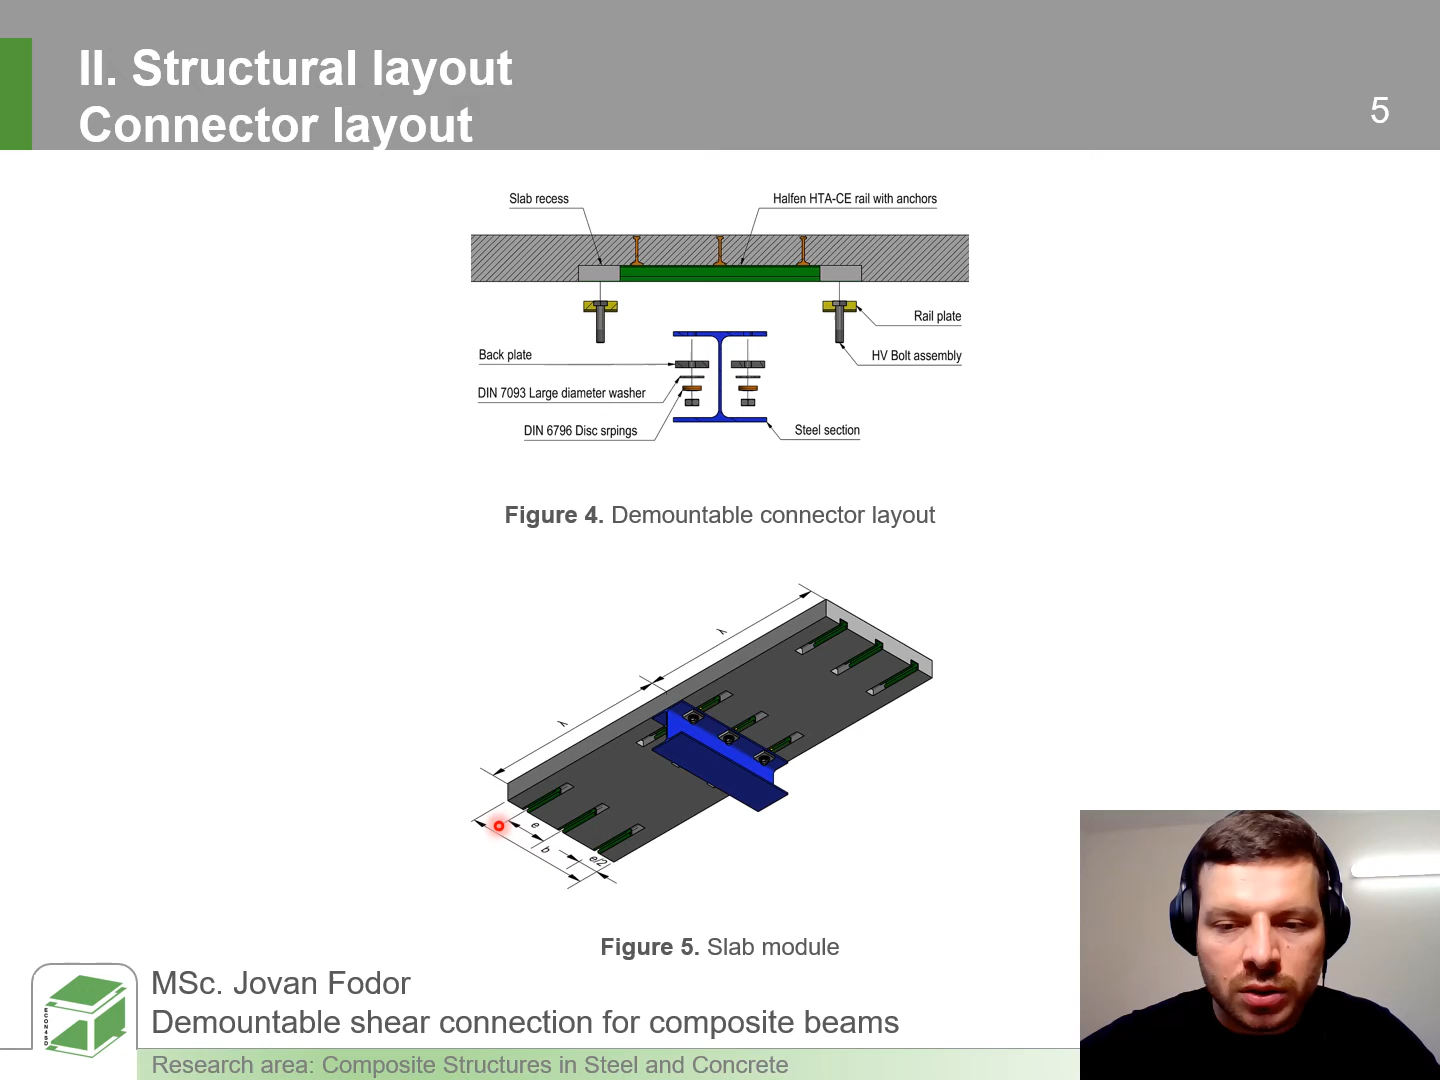 II. Structural layout
Connector layout
5
Slab recess
Halfen HTA-CE rail with anchors
Rail plate
Back plate
HV Bolt assembly
DIN 7093 Large diameter washer
DIN 6796 Disc srpings
Steel section
Figure 4. Demountable connector layout
e
b
e/2
Figure 5. Slab module
MSc. Jovan Fodor
Demountable shear connection for composite beams
Research area: Composite Structures in Steel and Concrete